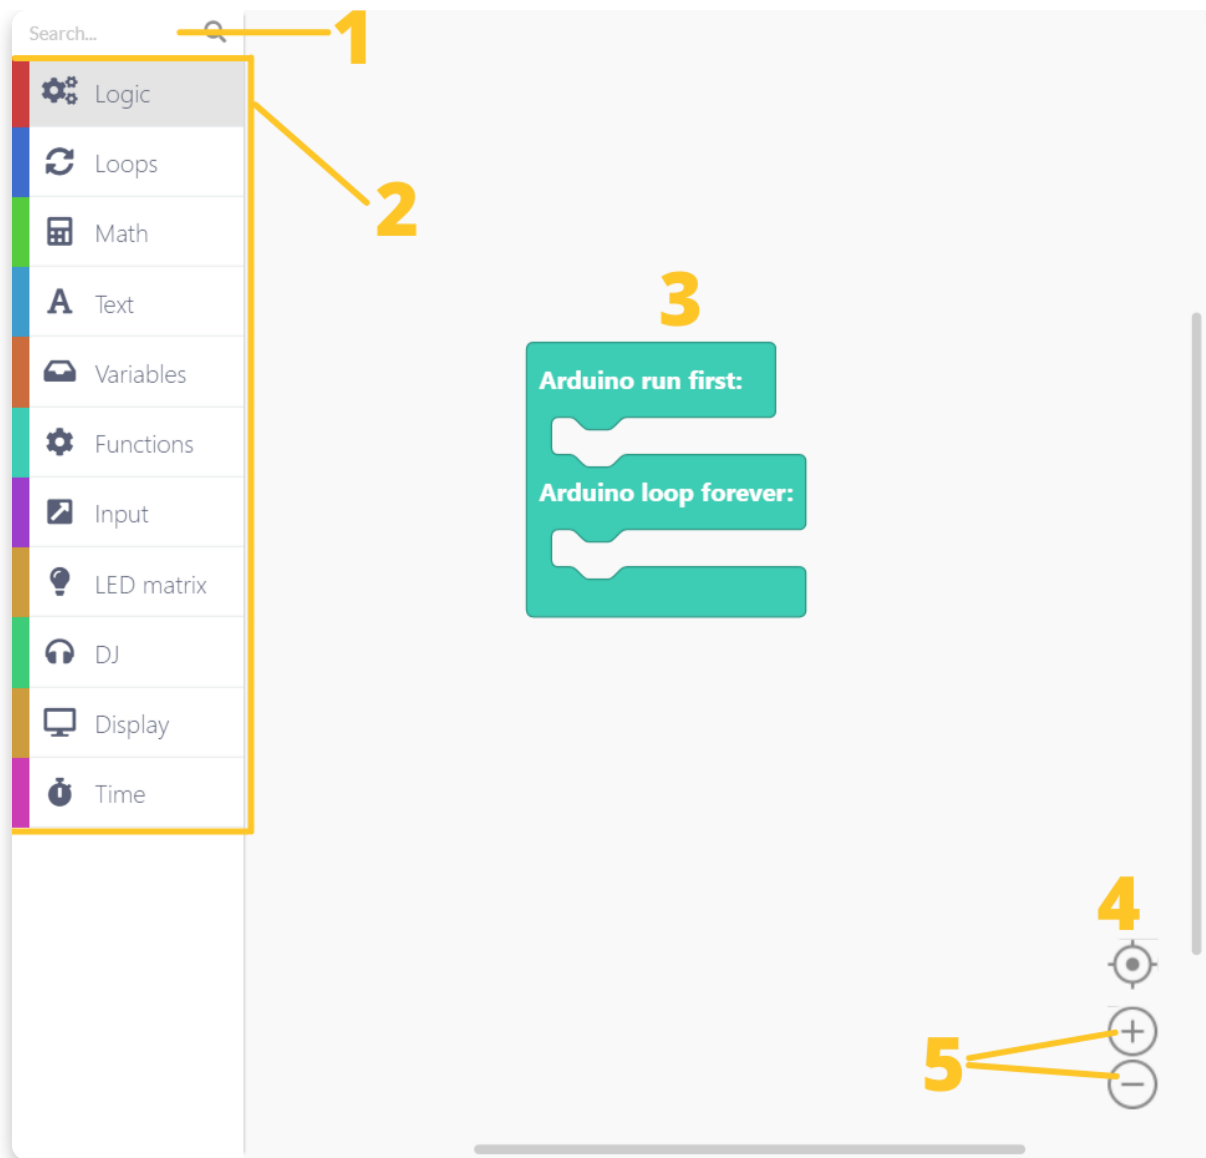 Search...
1
Logic
Loops
2
Math
3
Text
Variables
Arduino run first:
Functions
Arduino loop forever:
Input
LED matrix
DJ
Display
Time
4
5